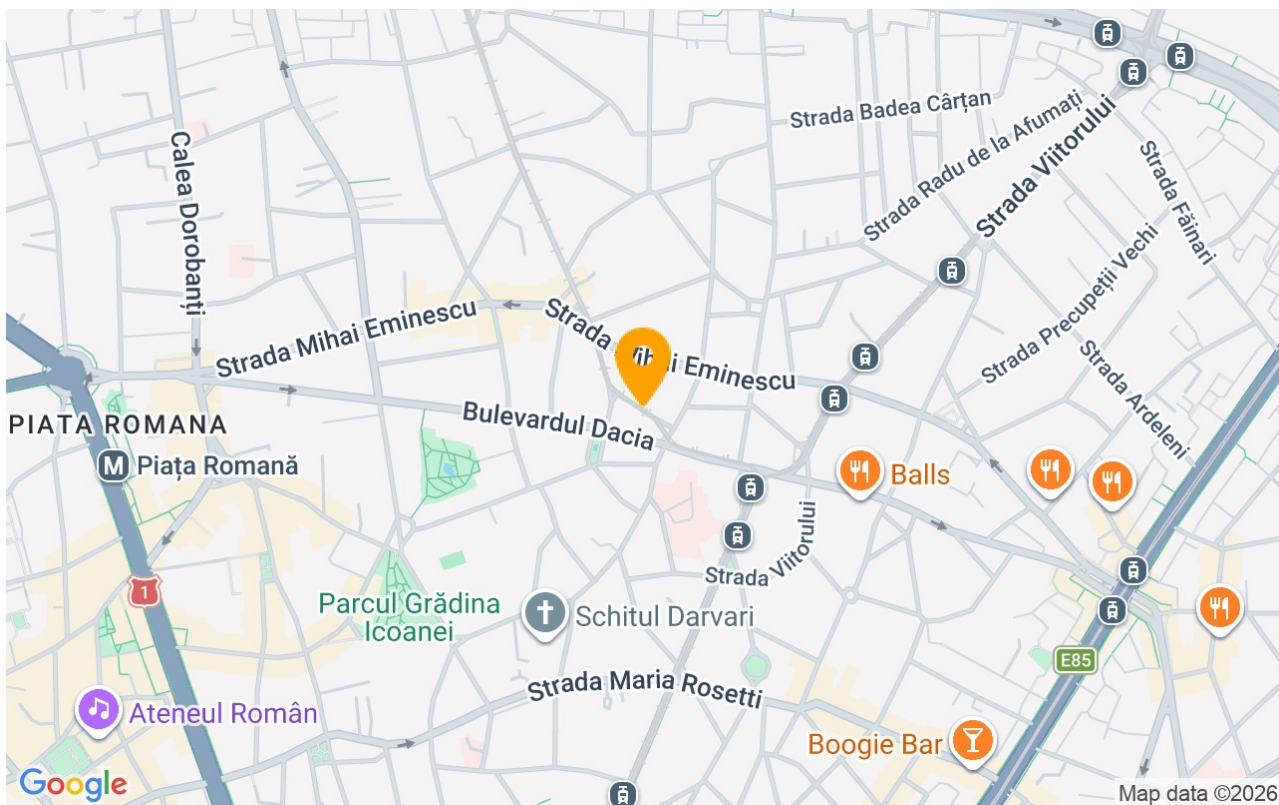 Strada Badea Cârțan
Strada Radu de la Afumați
Strada Viitorului
Strada Făinari
Calea Dorobanți
Strada Precupeții Vechi
Strada Mihai Eminescu
Strada Mihai Eminescu
Strada Ardeleni
PIATA ROMANA
Bulevardul Dacia
M
Piața Romană
Balls
Strada Viitorului
1
Parcul Grădina
Icoanei
Schitul Darvari
E85
Strada Maria Rosetti
Ateneul Român
Boogie Bar
Google
Map data ©2026